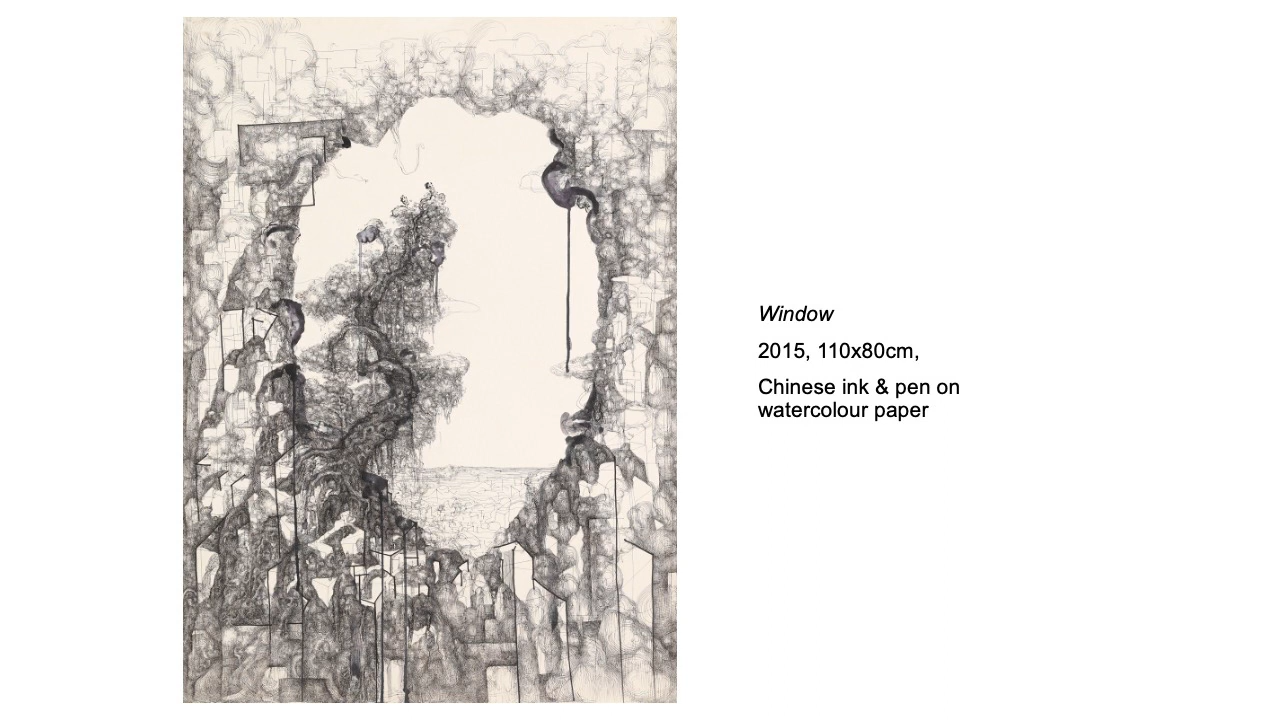 Window
2015, 110x80cm,
Chinese ink & pen on
watercolour paper